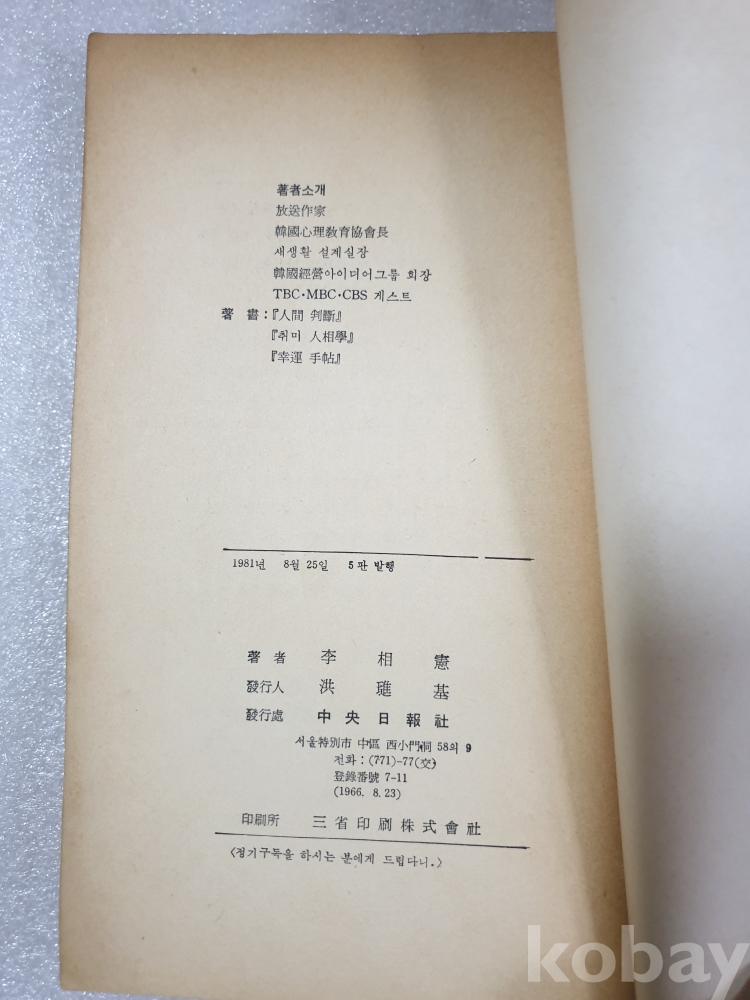 著者소개
放送作家
韓國心理敎育協會長
새생활 설계실장
韓國經營아이디어그룹 회장
TBC·MBC·CBS 게스트
著 書 : 『人間 判斷』
『취미 人相學』
『幸運 手帖』
1981년 8월 25일 5판 발행
著 者 李 相 憲
發行人 洪 璡 基
發行處 中央日報社
서울特別市 中區 西小門洞 58의 9
전화 : (771)-77(交)
登錄番號 7-11
(1966. 8. 23)
印刷所 三省印刷株式會社
〈정기구독을 하시는 분에게 드립다니.〉
kobay